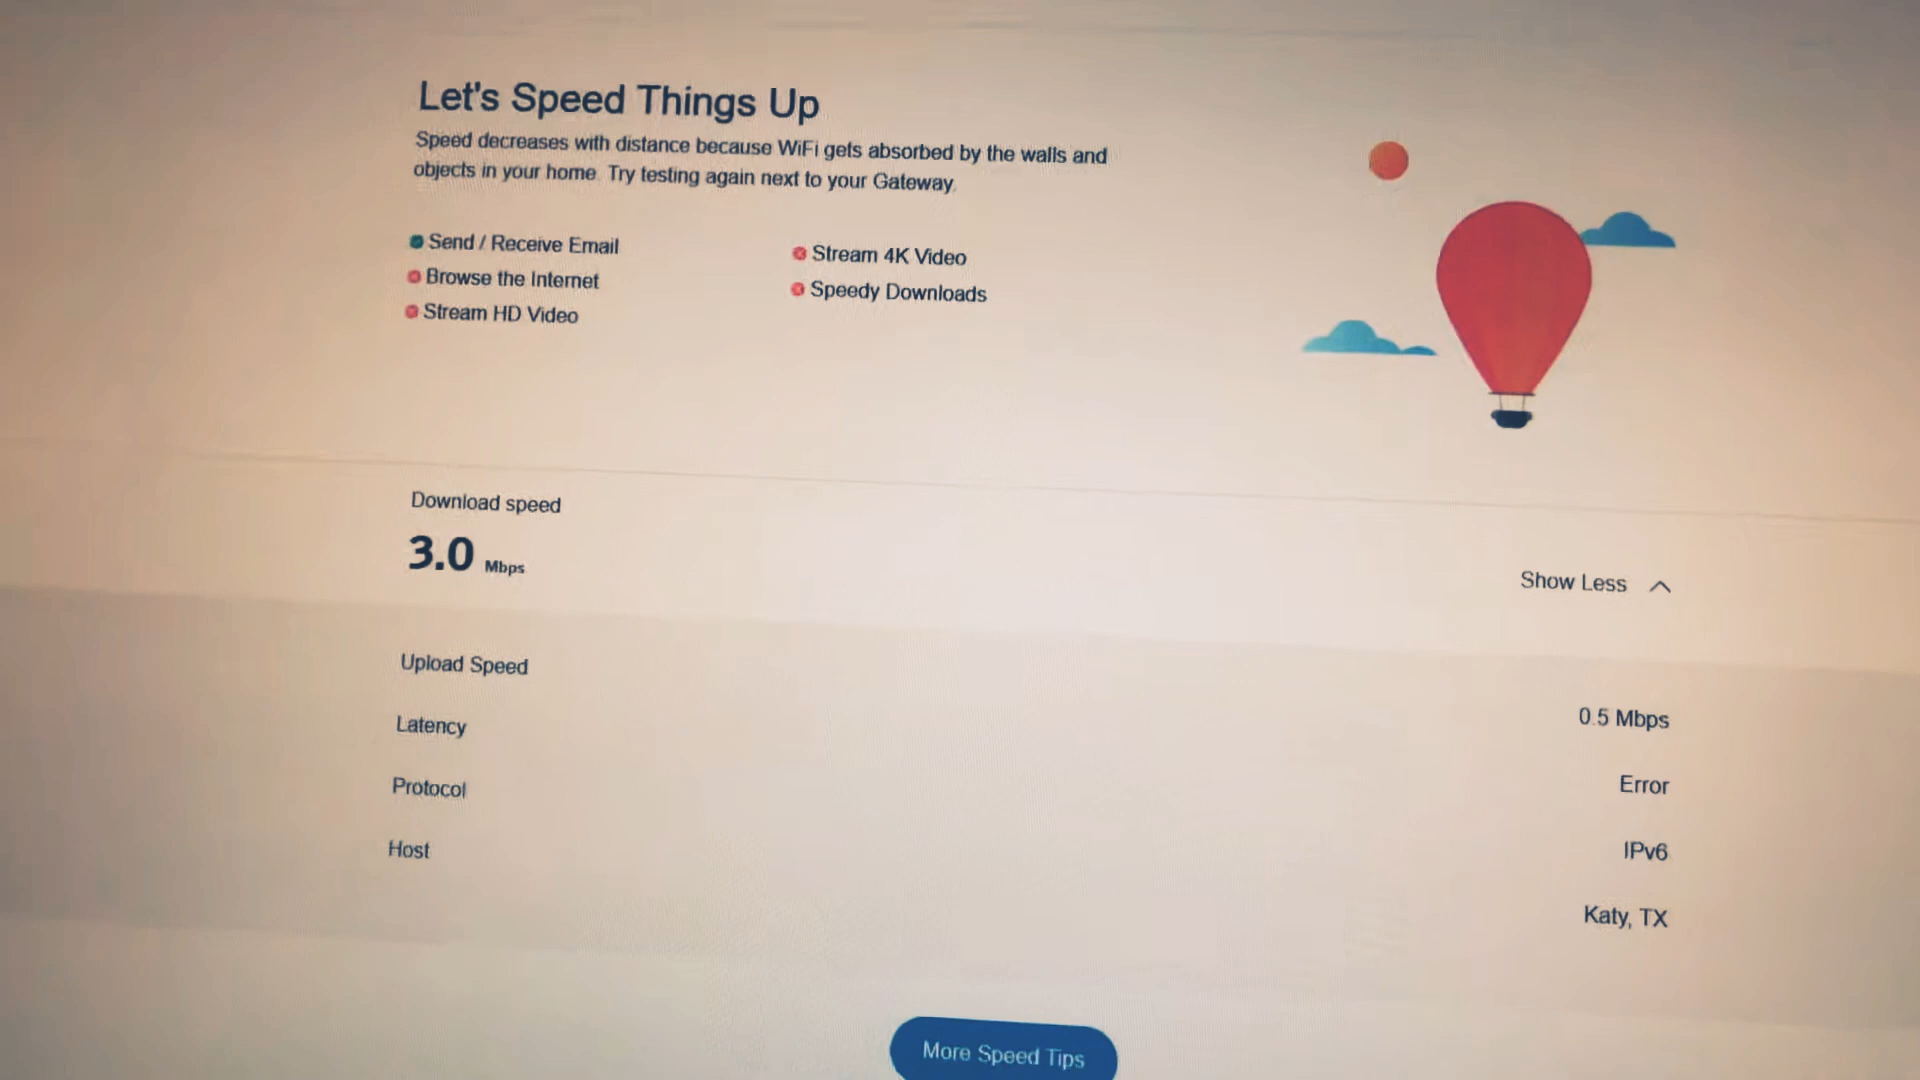 Let's Speed Things Up
Speed decreases with distance because WiFi gets absorbed by the walls and
objects in your home. Try testing again next to your Gateway.
Send / Receive Email
Browse the Internet
Stream HD Video
Stream 4K Video
Speedy Downloads
Download speed
3.0 Mbps
Show Less
Upload Speed
0.5 Mbps
Latency
Error
Protocol
IPv6
Host
Katy, TX
More Speed Tips